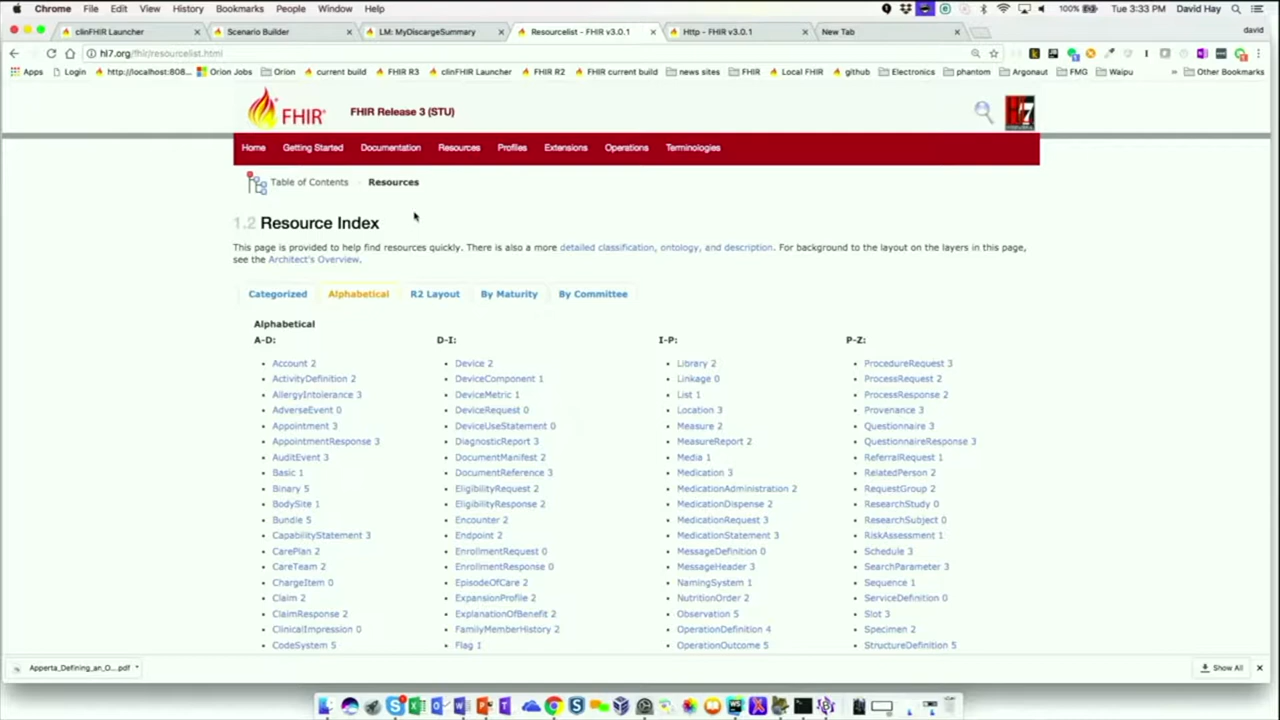 Chrome File Edit View History Bookmarks People Window Help 100% Tue 3:33 PM David Hay
clinFHIR Launcher Scenario Builder LM: MyDiscargeSummary Resourcelist - FHIR v3.0.1 Http - FHIR v3.0.1 New Tab david
hl7.org/fhir/resourcelist.html
Apps Login http://localhost:808... Orion Jobs Orion current build FHIR R3 clinFHIR Launcher FHIR R2 FHIR current build news sites FHIR Local FHIR github Electronics phantom Argonaut FMG Waipu » Other Bookmarks
FHIR FHIR Release 3 (STU)
Home Getting Started Documentation Resources Profiles Extensions Operations Terminologies
Table of Contents Resources
1.2 Resource Index
This page is provided to help find resources quickly. There is also a more detailed classification, ontology, and description. For background to the layout on the layers in this page,
see the Architect's Overview.
Categorized Alphabetical R2 Layout By Maturity By Committee
Alphabetical
A-D: D-I: I-P: P-Z:
Account 2 Device 2 Library 2 ProcedureRequest 3
ActivityDefinition 2 DeviceComponent 1 Linkage 0 ProcessRequest 2
AllergyIntolerance 3 DeviceMetric 1 List 1 ProcessResponse 2
AdverseEvent 0 DeviceRequest 0 Location 3 Provenance 3
Appointment 3 DeviceUseStatement 0 Measure 2 Questionnaire 3
AppointmentResponse 3 DiagnosticReport 3 MeasureReport 2 QuestionnaireResponse 3
AuditEvent 3 DocumentManifest 2 Media 1 ReferralRequest 1
Basic 1 DocumentReference 3 Medication 3 RelatedPerson 2
Binary 5 EligibilityRequest 2 MedicationAdministration 2 RequestGroup 2
BodySite 1 EligibilityResponse 2 MedicationDispense 2 ResearchStudy 0
Bundle 5 Encounter 2 MedicationRequest 3 ResearchSubject 0
CapabilityStatement 3 Endpoint 2 MedicationStatement 3 RiskAssessment 1
CarePlan 2 EnrollmentRequest 0 MessageDefinition 0 Schedule 3
CareTeam 2 EnrollmentResponse 0 MessageHeader 3 SearchParameter 3
ChargeItem 0 EpisodeOfCare 2 NamingSystem 1 Sequence 1
Claim 2 ExpansionProfile 2 NutritionOrder 2 ServiceDefinition 0
ClaimResponse 2 ExplanationOfBenefit 2 Observation 5 Slot 3
ClinicalImpression 0 FamilyMemberHistory 2 OperationDefinition 4 Specimen 2
CodeSystem 5 Flag 1 OperationOutcome 5 StructureDefinition 5
Apperta_Defining_an_O....pdf Show All